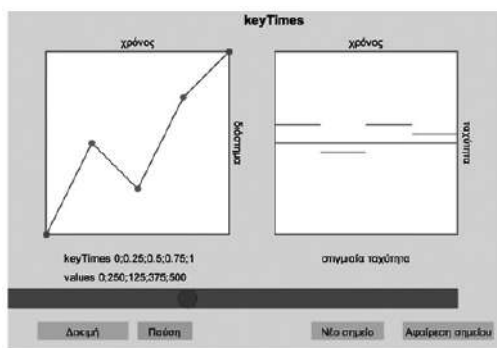 keyTimes
χρόνος
χρόνος
διάστημα
ταχύτητα
keyTimes 0;0.25;0.5;0.75;1
values 0;250;125;375;500
στιγμιαία ταχύτητα
Δοκιμή
Παύση
Νέο σημείο
Αφαίρεση σημείου